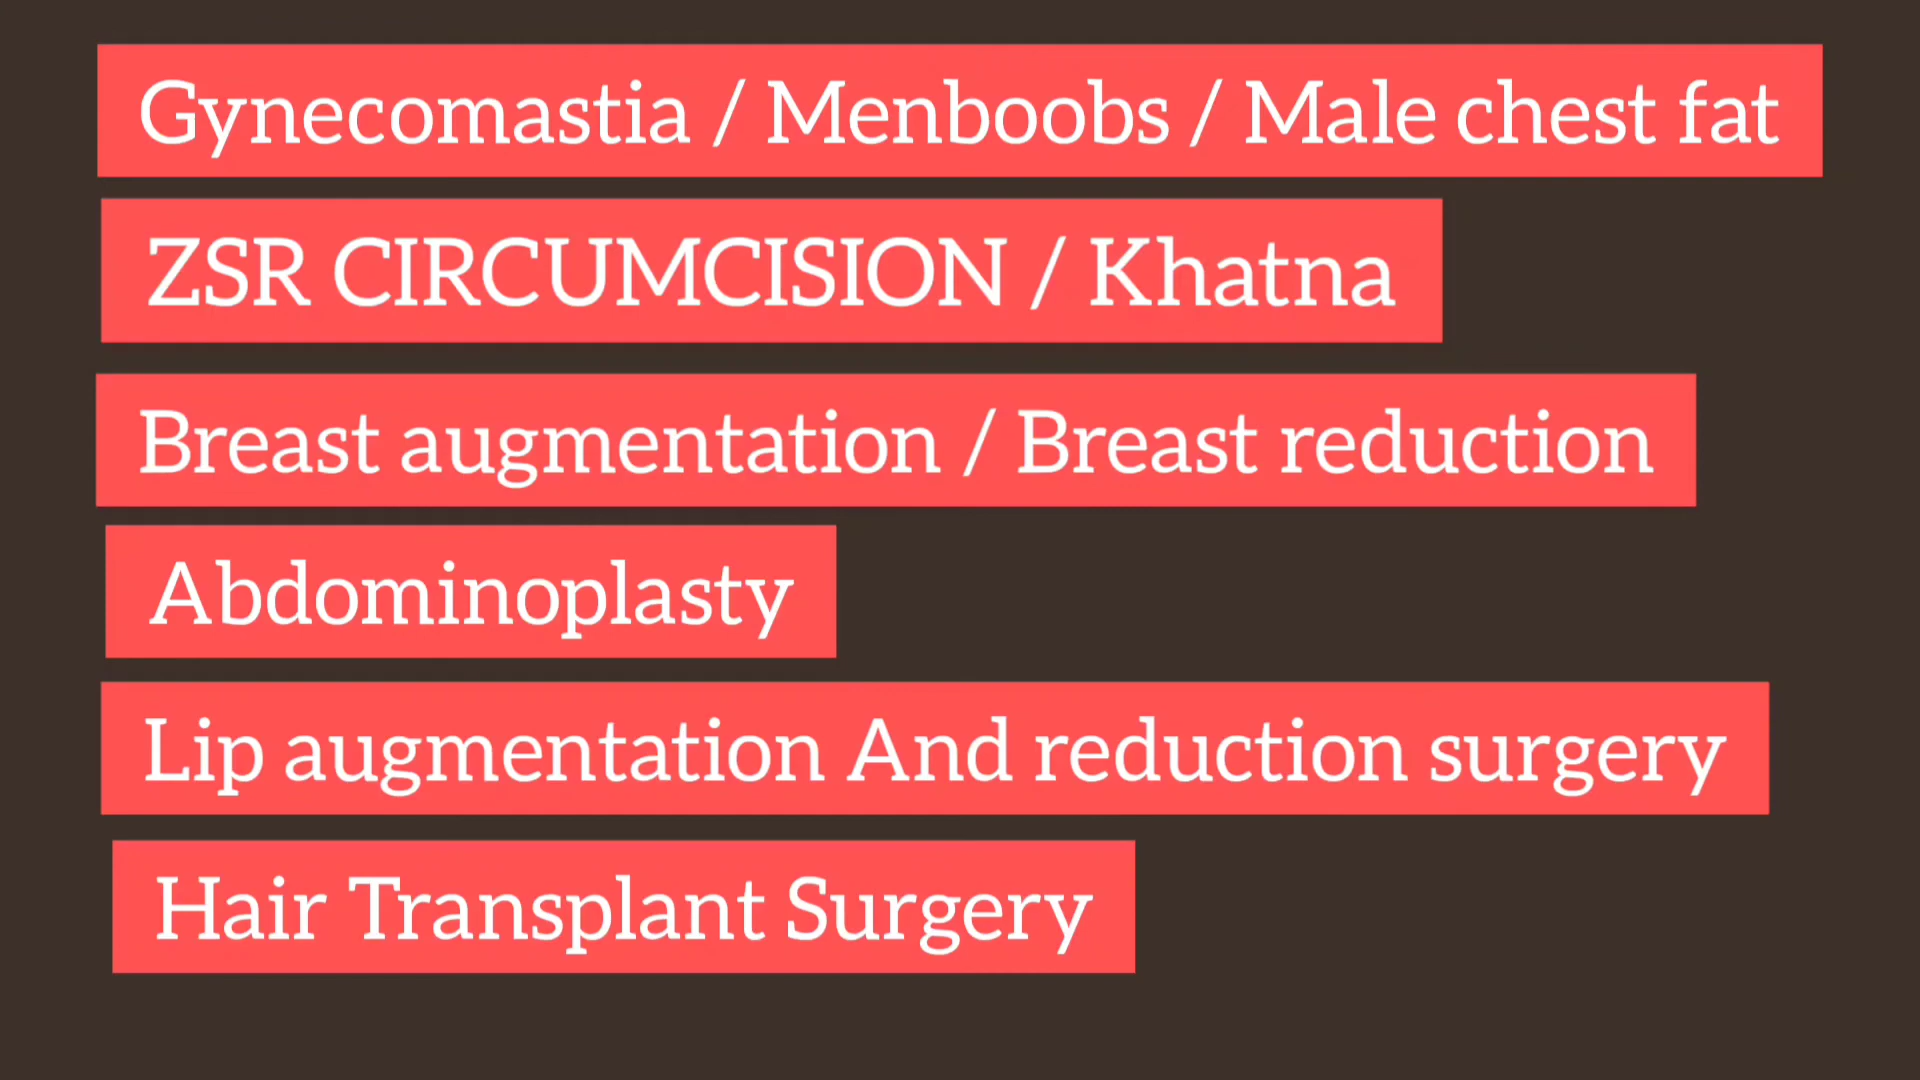 Gynecomastia / Menboobs / Male chest fat
ZSR CIRCUMCISION / Khatna
Breast augmentation / Breast reduction
Abdominoplasty
Lip augmentation And reduction surgery
Hair Transplant Surgery